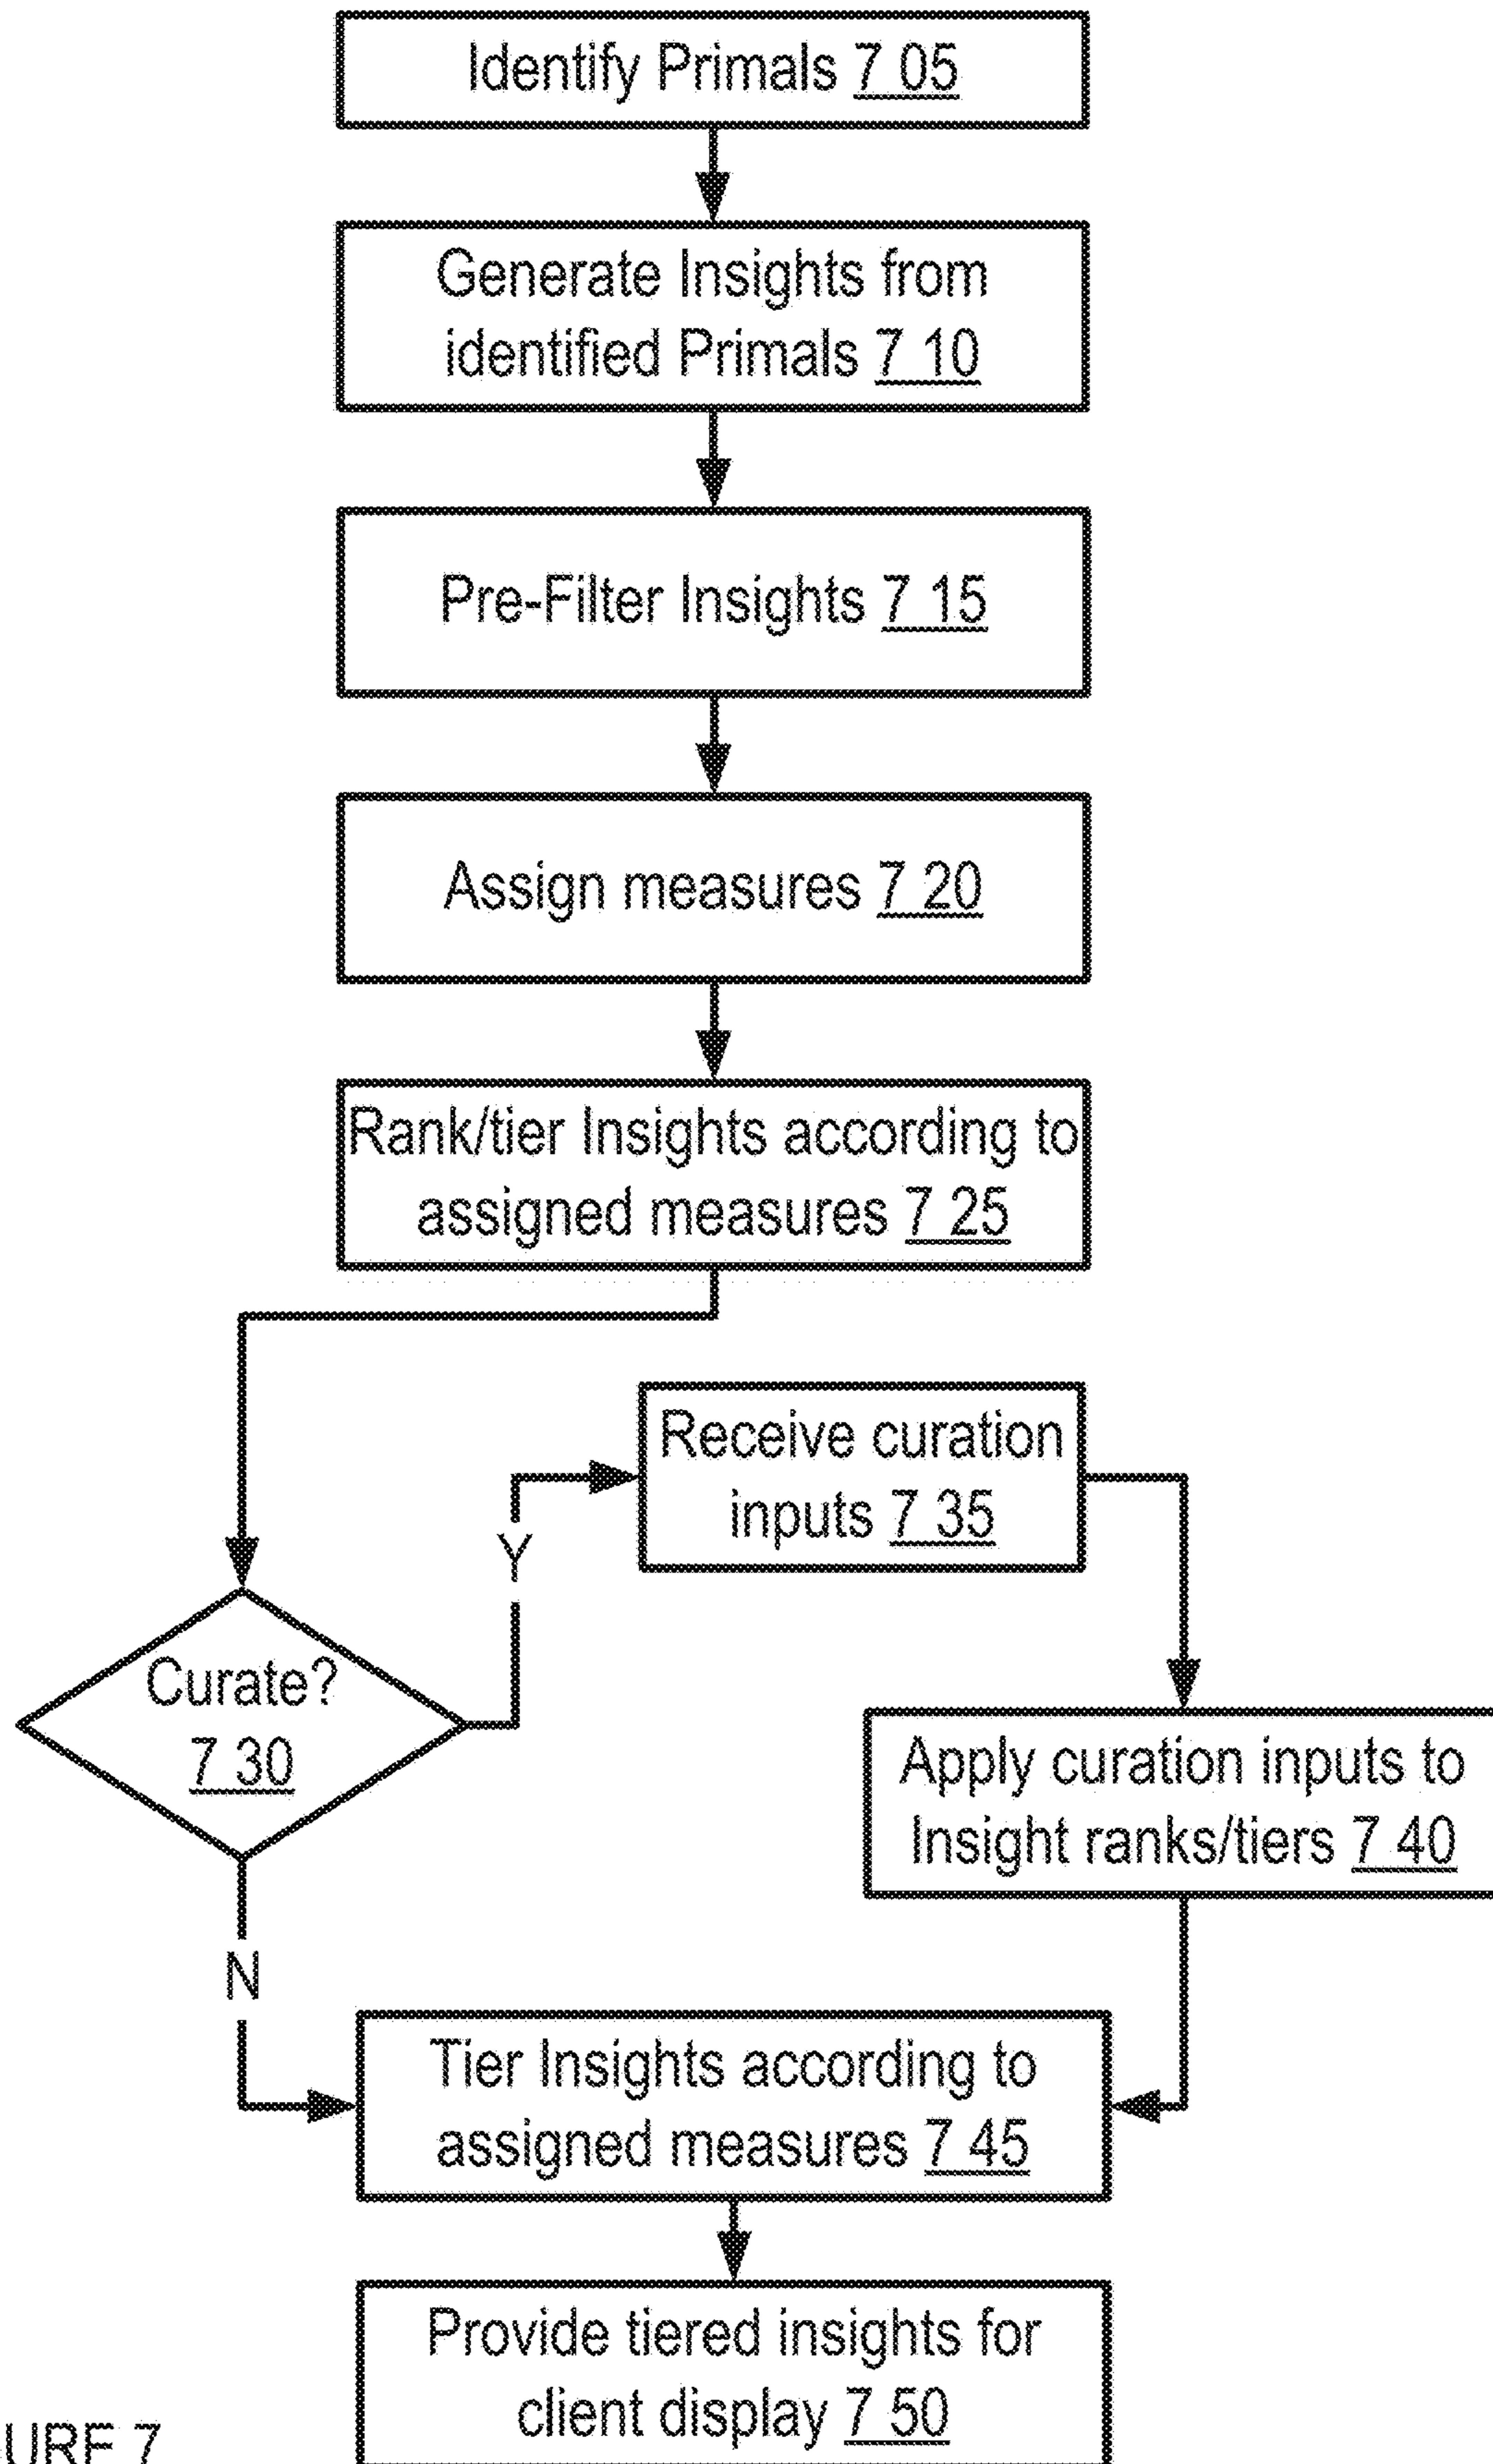 Identify Primals 7 05
Generate Insights from
identified Primals 7 10
Pre-Filter Insights 7 15
Assign measures 7 20
Rank/tier Insights according to
assigned measures 7 25
Receive curation
inputs 7 35
Y
Curate?
7 30
Apply curation inputs to
Insight ranks/tiers 7 40
N
Tier Insights according to
assigned measures 7 45
Provide tiered insights for
client display 7 50
URE 7